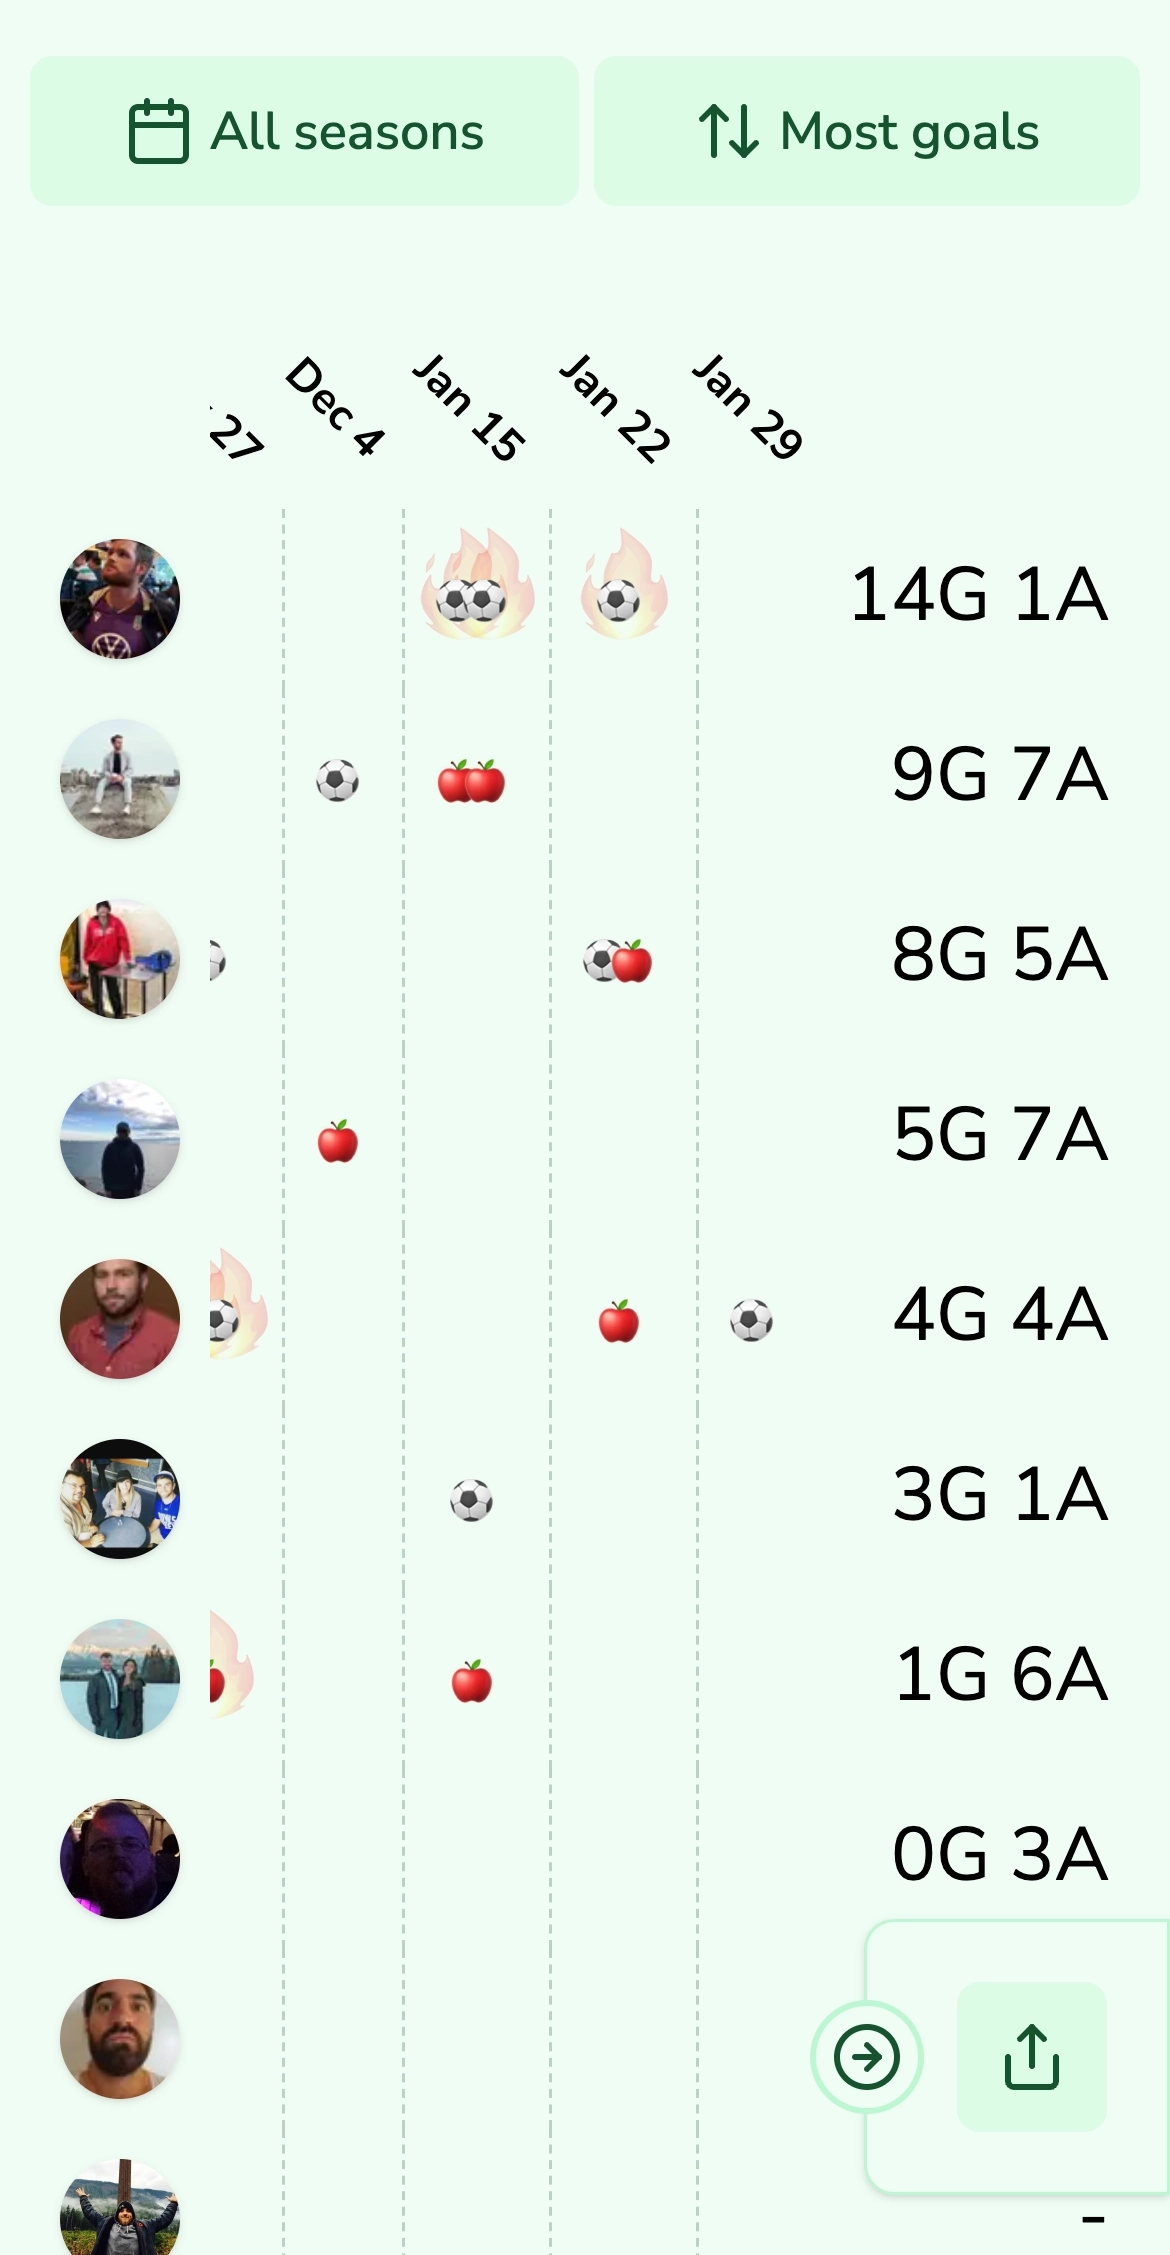 All seasons
Most goals
27
Dec 4
Jan 15
Jan 22
Jan 29
14G 1A
9G 7A
8G 5A
5G 7A
4G 4A
3G 1A
1G 6A
0G 3A
-